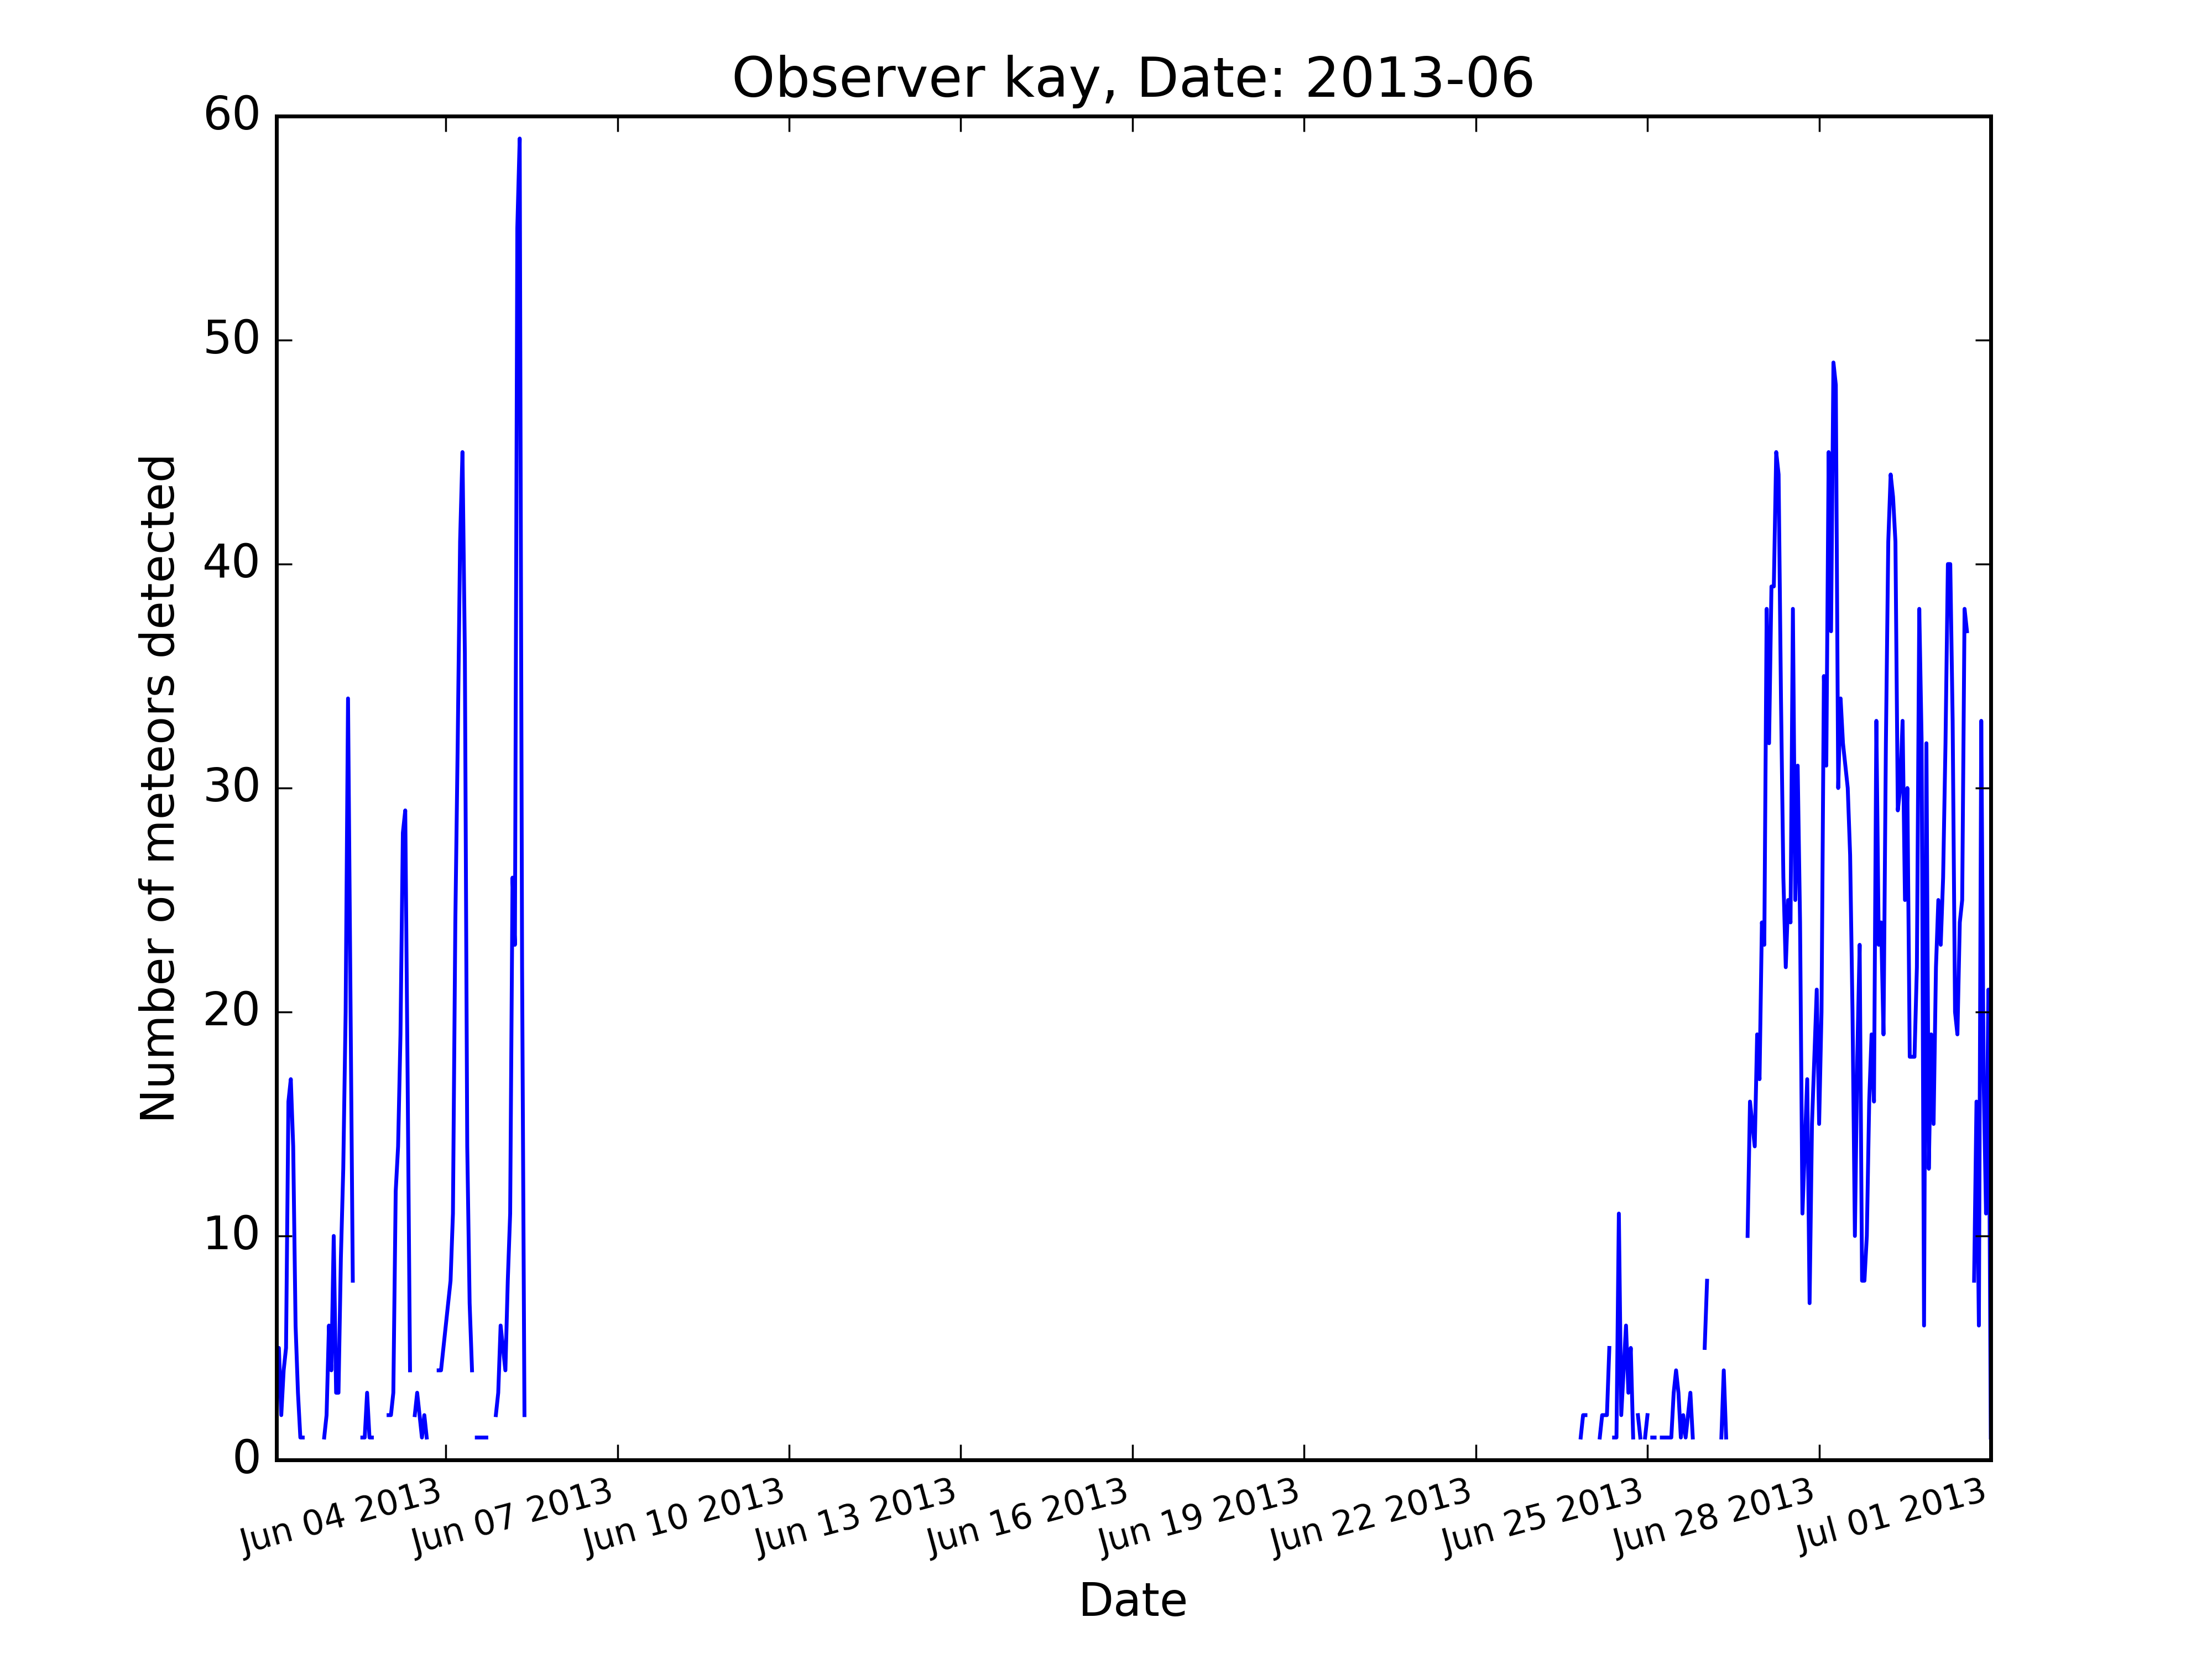 Observer kay, Date: 2013-06
60
50
40
30
20
10
0
Number of meteors detected
Jun 04 2013
Jun 07 2013
Jun 10 2013
Jun 13 2013
Jun 16 2013
Jun 19 2013
Jun 22 2013
Jun 25 2013
Jun 28 2013
Jul 01 2013
Date